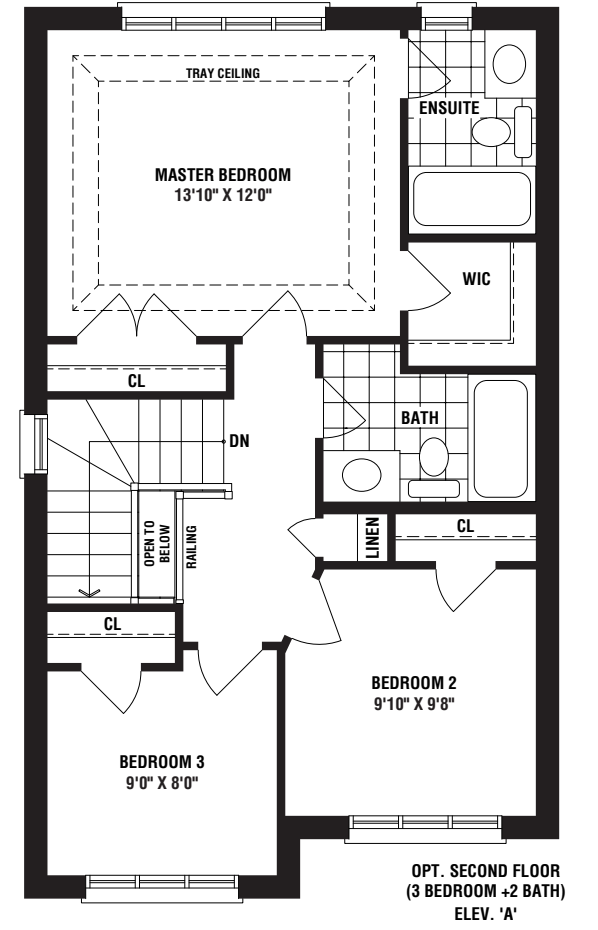 TRAY CEILING
ENSUITE
MASTER BEDROOM
13'10" X 12'0"
WIC
CL
BATH
DN
OPEN TO
BELOW
RAILING
LINEN
CL
CL
BEDROOM 2
9'10" X 9'8"
BEDROOM 3
9'0" X 8'0"
OPT. SECOND FLOOR
(3 BEDROOM +2 BATH)
ELEV. 'A'